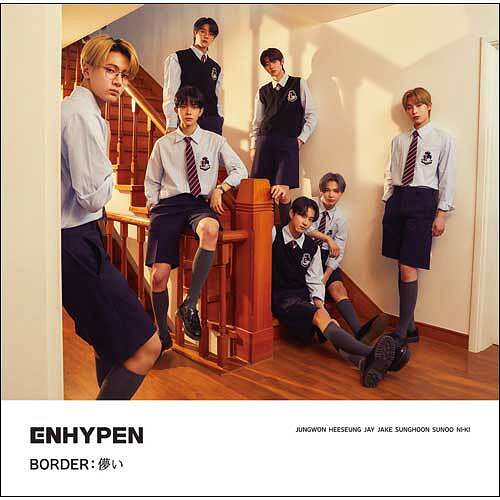 ENHYPEN
JUNGWON HEESEUNG JAY JAKE SUNGHOON SUNOO NI-KI
BORDER : 儚い